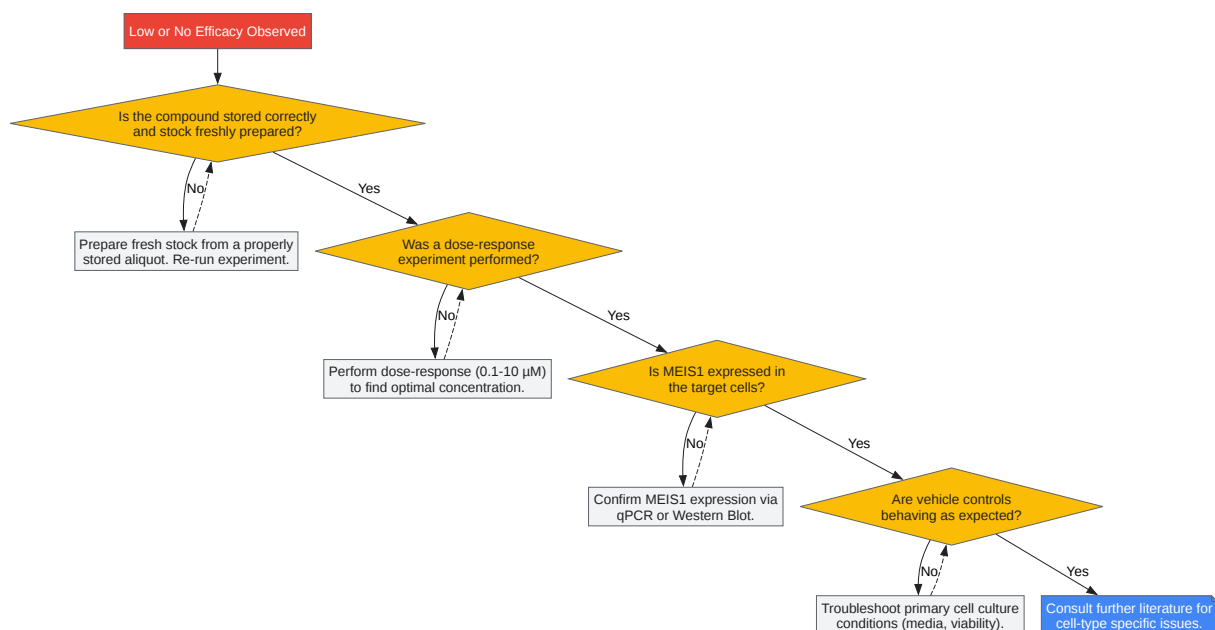 Low or No Efficacy Observed
Is the compound stored correctly
and stock freshly prepared?
No
Yes
Prepare fresh stock from a properly
stored aliquot. Re-run experiment.
Was a dose-response
experiment performed?
No
Yes
Perform dose-response (0.1-10 µM)
to find optimal concentration.
Is MEIS1 expressed in
the target cells?
No
Yes
Confirm MEIS1 expression via
qPCR or Western Blot.
Are vehicle controls
behaving as expected?
No
Yes
Troubleshoot primary cell culture
conditions (media, viability).
Consult further literature for
cell-type specific issues.